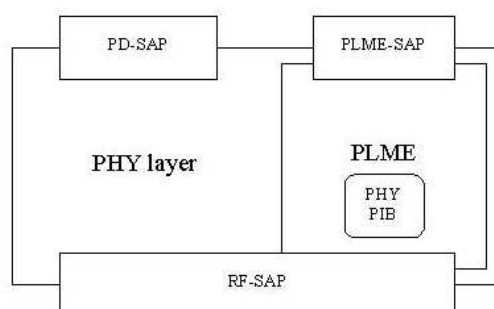 PD-SAP
PLME-SAP
PHY layer
PLME
PHY
PIB
RF-SAP